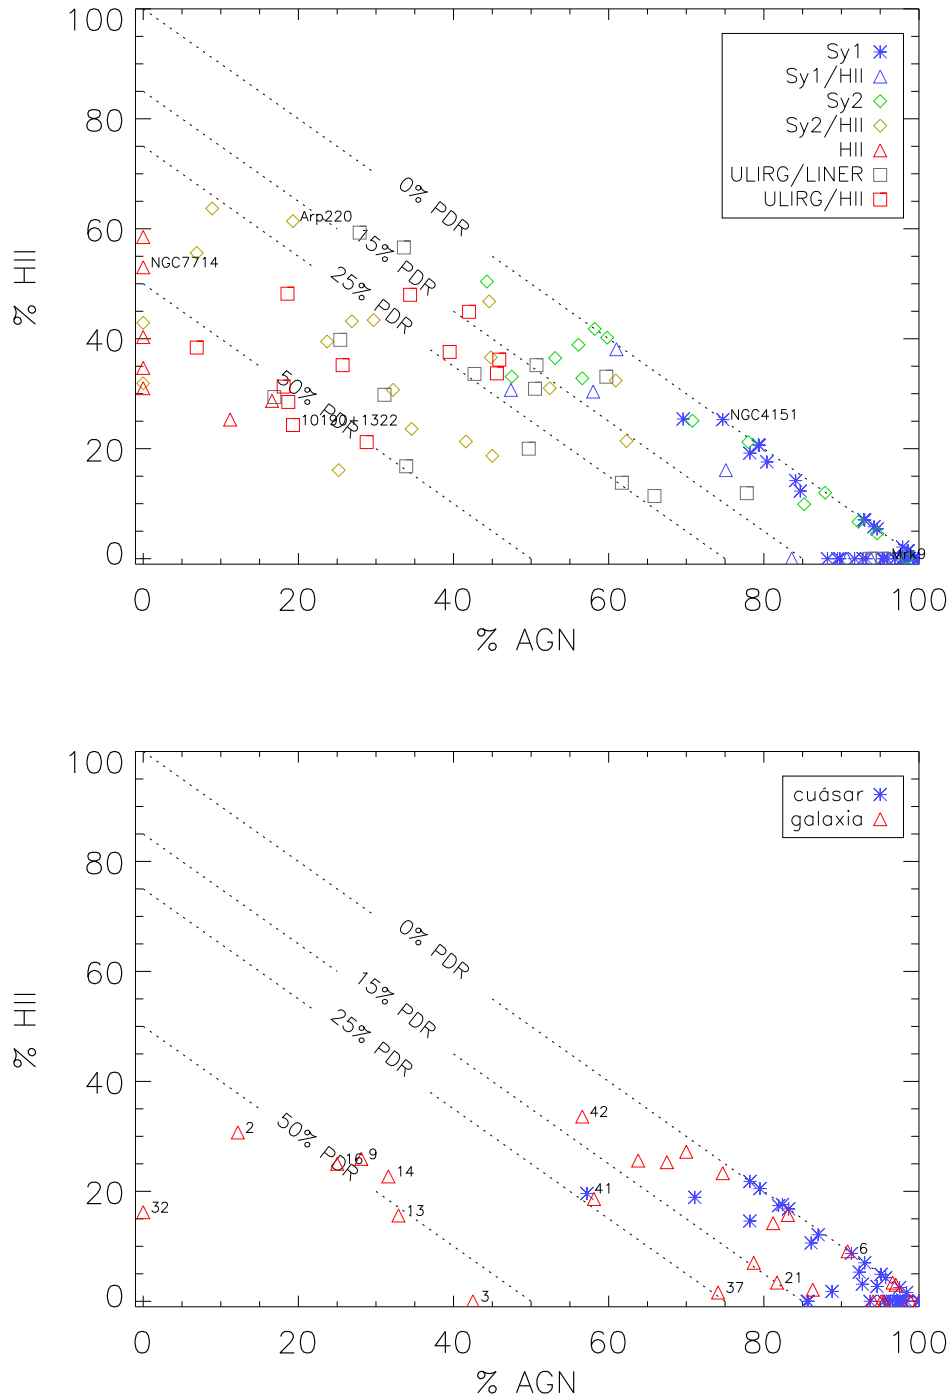 100
80
60
40
20
0
% HII
0 20 40 60 80 100
% AGN
Sy1
Sy1/HII
Sy2
Sy2/HII
HII
ULIRG/LINER
ULIRG/HII
0% PDR
15% PDR
25% PDR
50% PDR
Arp220
NGC7714
10190+1322
NGC4151
Mrk9
100
80
60
40
20
0
% HII
0 20 40 60 80 100
% AGN
cuásar
galaxia
0% PDR
15% PDR
25% PDR
50% PDR
42
2
16
9
14
41
32
13
6
21
37
3